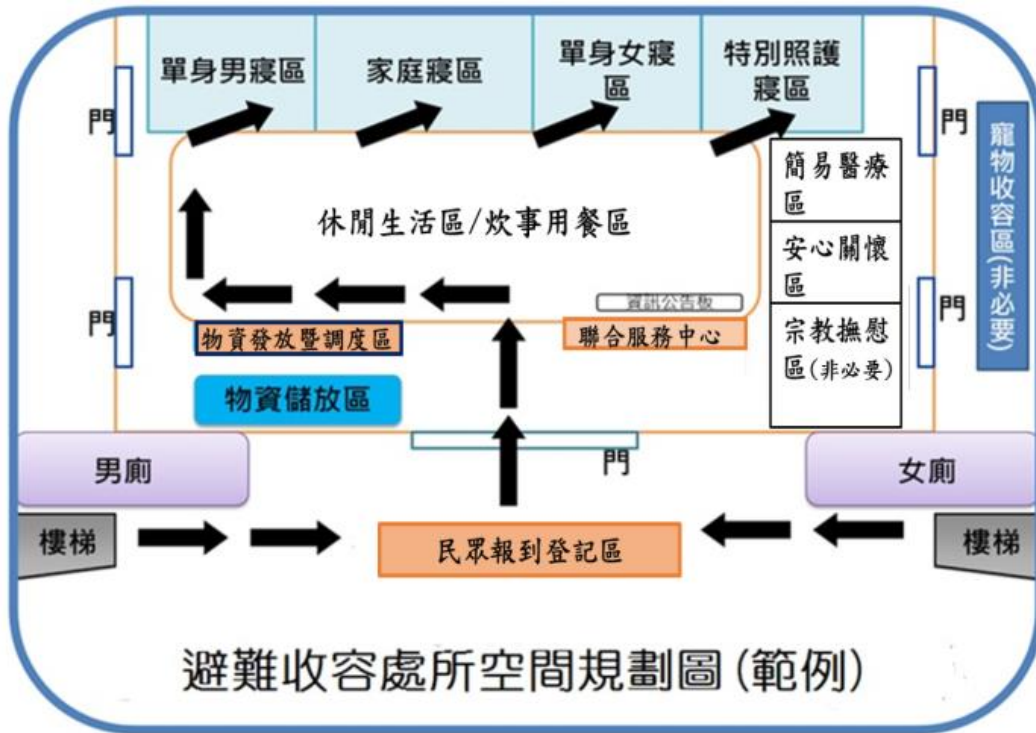 單身男寢區
家庭寢區
單身女寢
區
特別照護
寢區
門
門
簡易醫療
區
寵物收容區(非必要)
休閒生活區/炊事用餐區
安心關懷
區
資訊公告板
門
門
物資發放暨調度區
聯合服務中心
宗教撫慰
區(非必要)
物資儲放區
男廁
門
女廁
樓梯
民眾報到登記區
樓梯
避難收容處所空間規劃圖(範例)